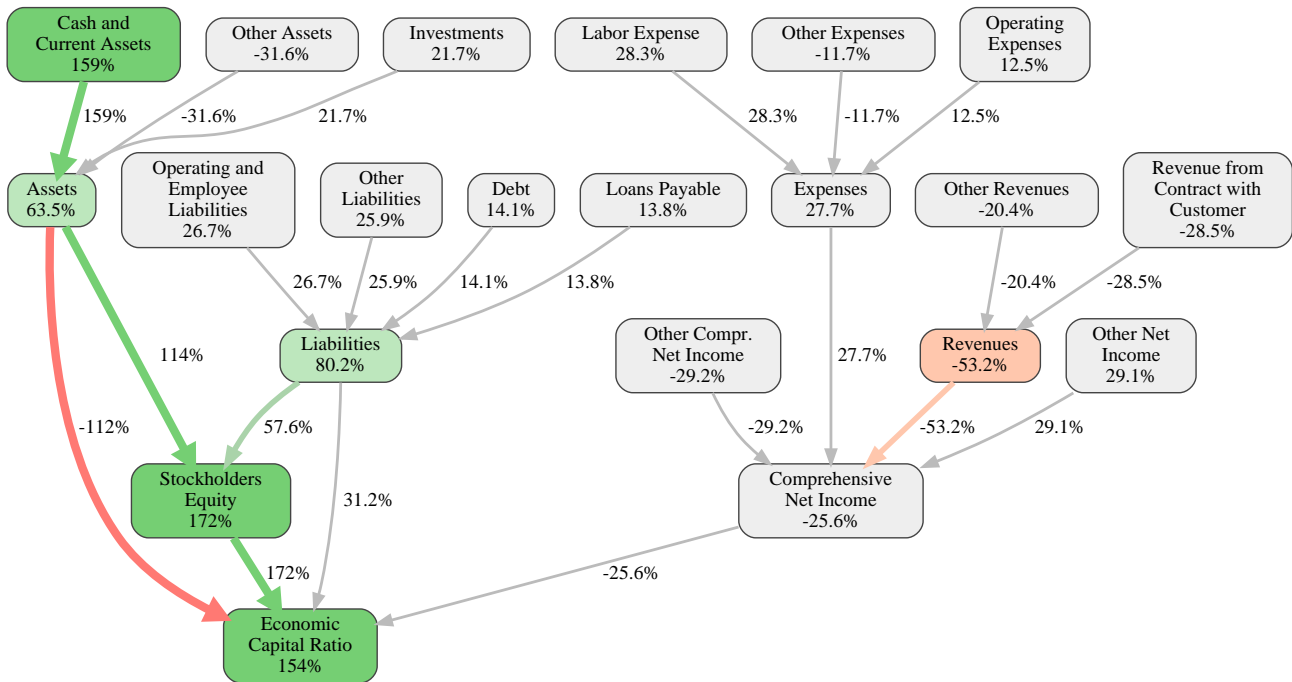 Cash and
Current Assets
159%
Other Assets
-31.6%
Investments
21.7%
Labor Expense
28.3%
Other Expenses
-11.7%
Operating
Expenses
12.5%
159%
-31.6%
21.7%
28.3%
-11.7%
12.5%
Assets
63.5%
Operating and
Employee
Liabilities
26.7%
Other
Liabilities
25.9%
Debt
14.1%
Loans Payable
13.8%
Expenses
27.7%
Other Revenues
-20.4%
Revenue from
Contract with
Customer
-28.5%
26.7%
25.9%
14.1%
13.8%
-20.4%
-28.5%
Liabilities
80.2%
Other Compr.
Net Income
-29.2%
Revenues
-53.2%
Other Net
Income
29.1%
114%
27.7%
-112%
57.6%
-29.2%
-53.2%
29.1%
Stockholders
Equity
172%
31.2%
Comprehensive
Net Income
-25.6%
172%
-25.6%
Economic
Capital Ratio
154%